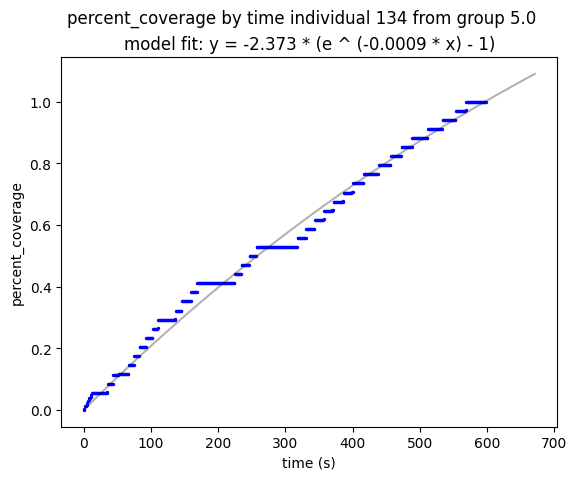 percent_coverage by time individual 134 from group 5.0
model fit: y = -2.373 * (e ^ (-0.0009 * x) - 1)
percent_coverage
1.0
0.8
0.6
0.4
0.2
0.0
0 100 200 300 400 500 600 700
time (s)